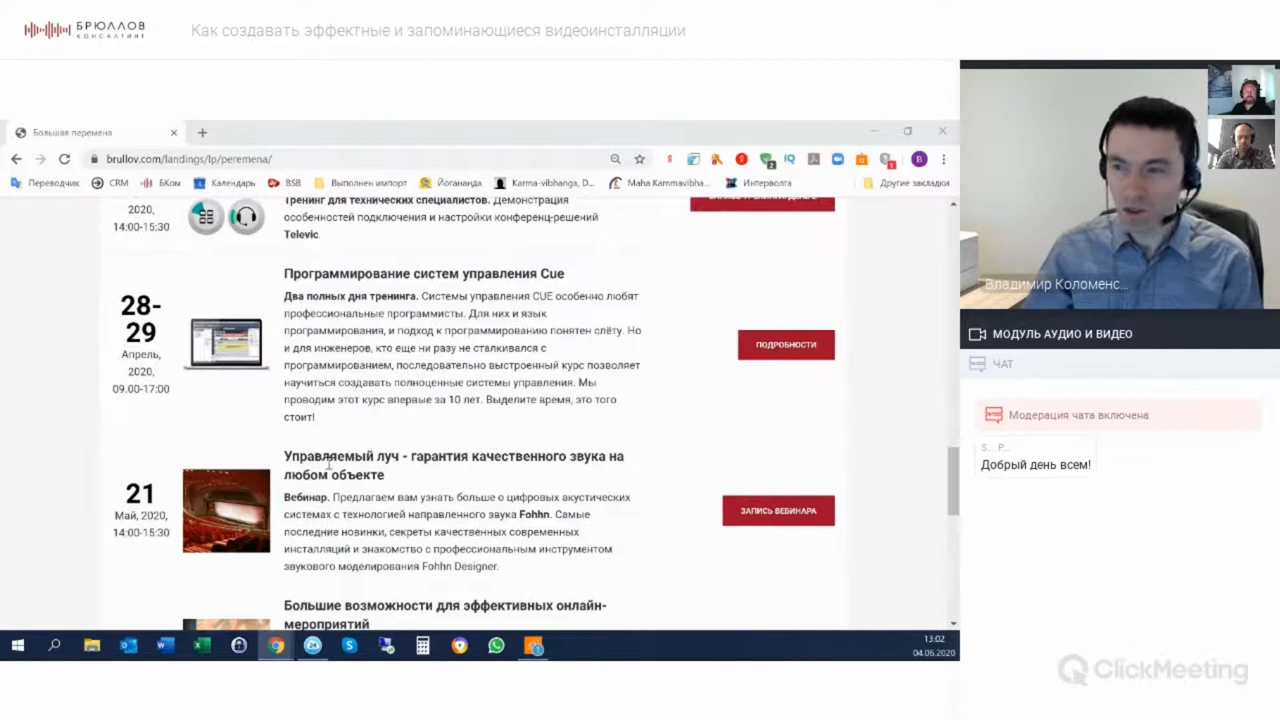 БРЮЛЛОВ
КОНСАЛТИНГ
Как создавать эффектные и запоминающиеся видеоинсталляции
Большая перемена
brullov.com/landings/lp/peremena/
Переводчик
CRM
БКом
Календарь
BSB
Выполнен импорт
Йогананда
Karma-vibhanga, D...
Maha Kammavibha...
Интерволга
Другие закладки
2020,
14:00-15:30
Тренинг для технических специалистов. Демонстрация
особенностей подключения и настройки конференц-решений
Televic.
28-
29
Апрель,
2020,
09.00-17:00
Программирование систем управления Cue
Два полных дня тренинга. Системы управления CUE особенно любят
профессиональные программисты. Для них и язык
программирования, и подход к программированию понятен слёту. Но
и для инженеров, кто еще ни разу не сталкивался с
программированием, последовательно выстроенный курс позволяет
научиться создавать полноценные системы управления. Мы
проводим этот курс впервые за 10 лет. Выделите время, это того
стоит!
ПОДРОБНОСТИ
21
Май, 2020,
14:00-15:30
Управляемый луч - гарантия качественного звука на
любом объекте
Вебинар. Предлагаем вам узнать больше о цифровых акустических
системах с технологией направленного звука Fohhn. Самые
последние новинки, секреты качественных современных
инсталляций и знакомство с профессиональным инструментом
звукового моделирования Fohhn Designer.
ЗАПИСЬ ВЕБИНАРА
Большие возможности для эффективных онлайн-
мероприятий
13:02
04.06.2020
Владимир Коломенс...
МОДУЛЬ АУДИО И ВИДЕО
ЧАТ
Модерация чата включена
S... P...
Добрый день всем!
ClickMeeting